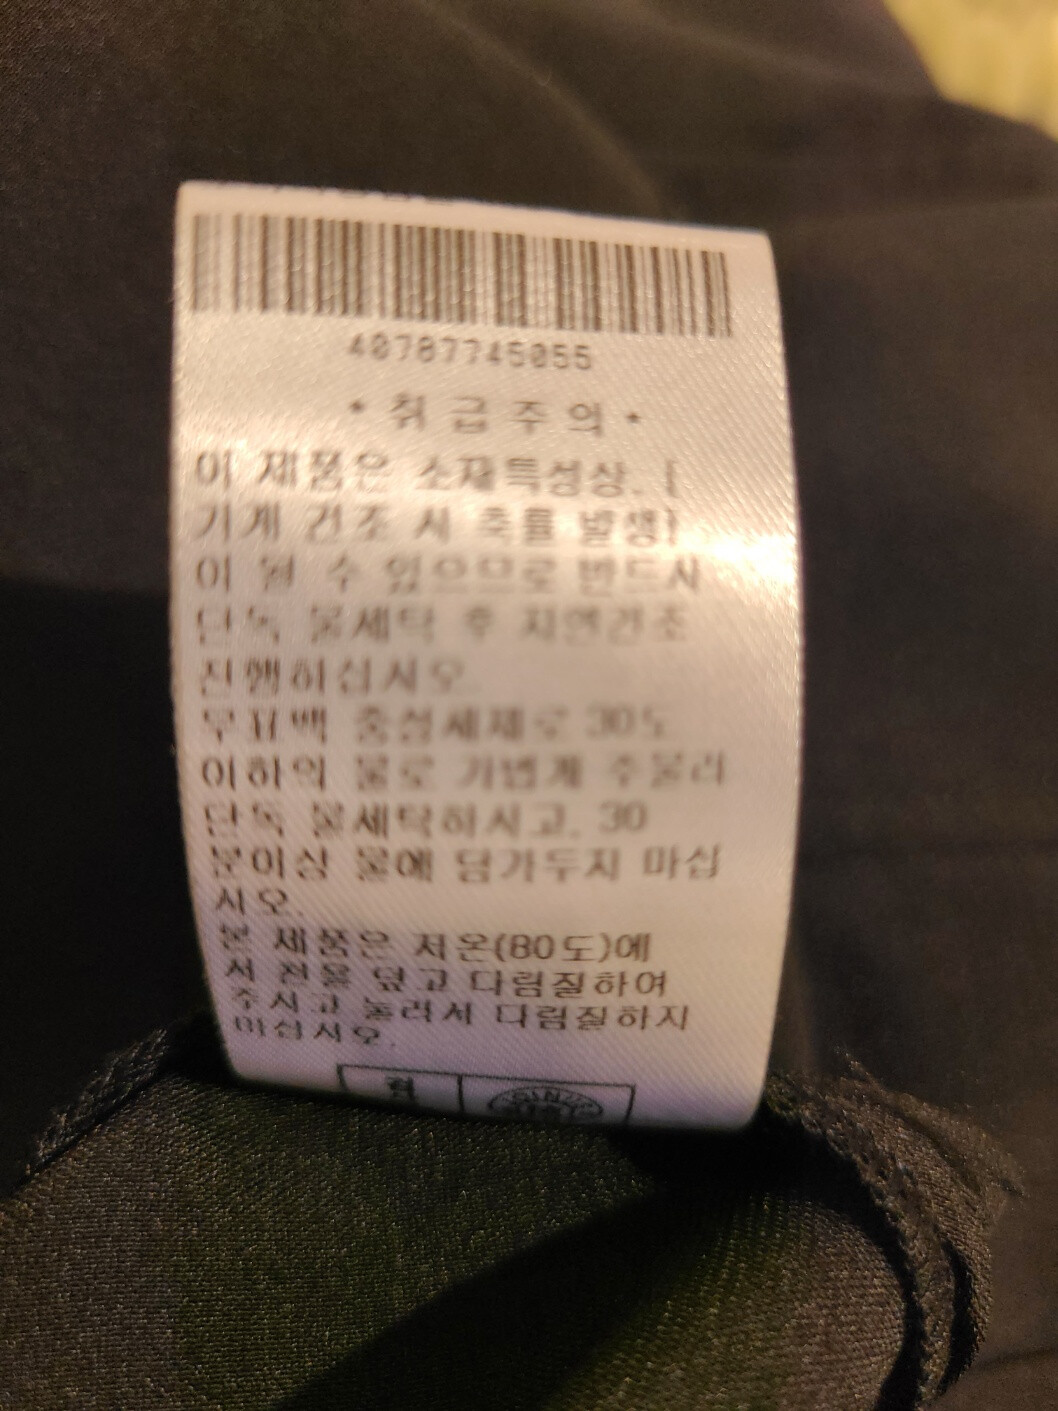 40787745055
* 취급주의 *
이 제품은 소재특성상, [
기계 건조 시 축률 발생]
이 될 수 있으므로 반드시
단독 물세탁 후 자연건조
진행하십시오
무표백 중성세제로 30도
이하의 물로 가볍게 주물러
단독 물세탁하시고, 30
분이상 물에 담가두지 마십
시오.
본 제품은 저온(80도)에
서 천을 덮고 다림질하여
주시고 눌러서 다림질하지
마십시오.